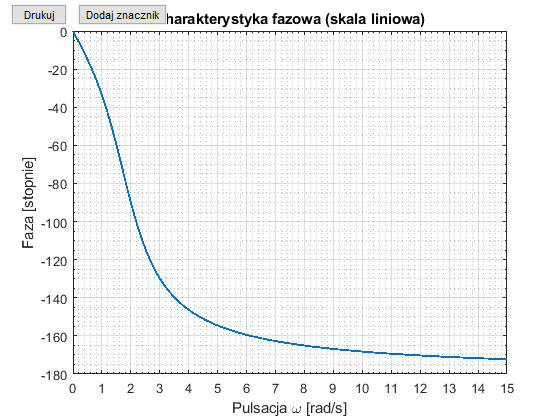 Drukuj
Dodaj znacznik
harakterystyka fazowa (skala liniowa)
0
-20
-40
-60
-80
-100
-120
-140
-160
-180
Faza [stopnie]
0 1 2 3 4 5 6 7 8 9 10 11 12 13 14 15
Pulsacja ω [rad/s]